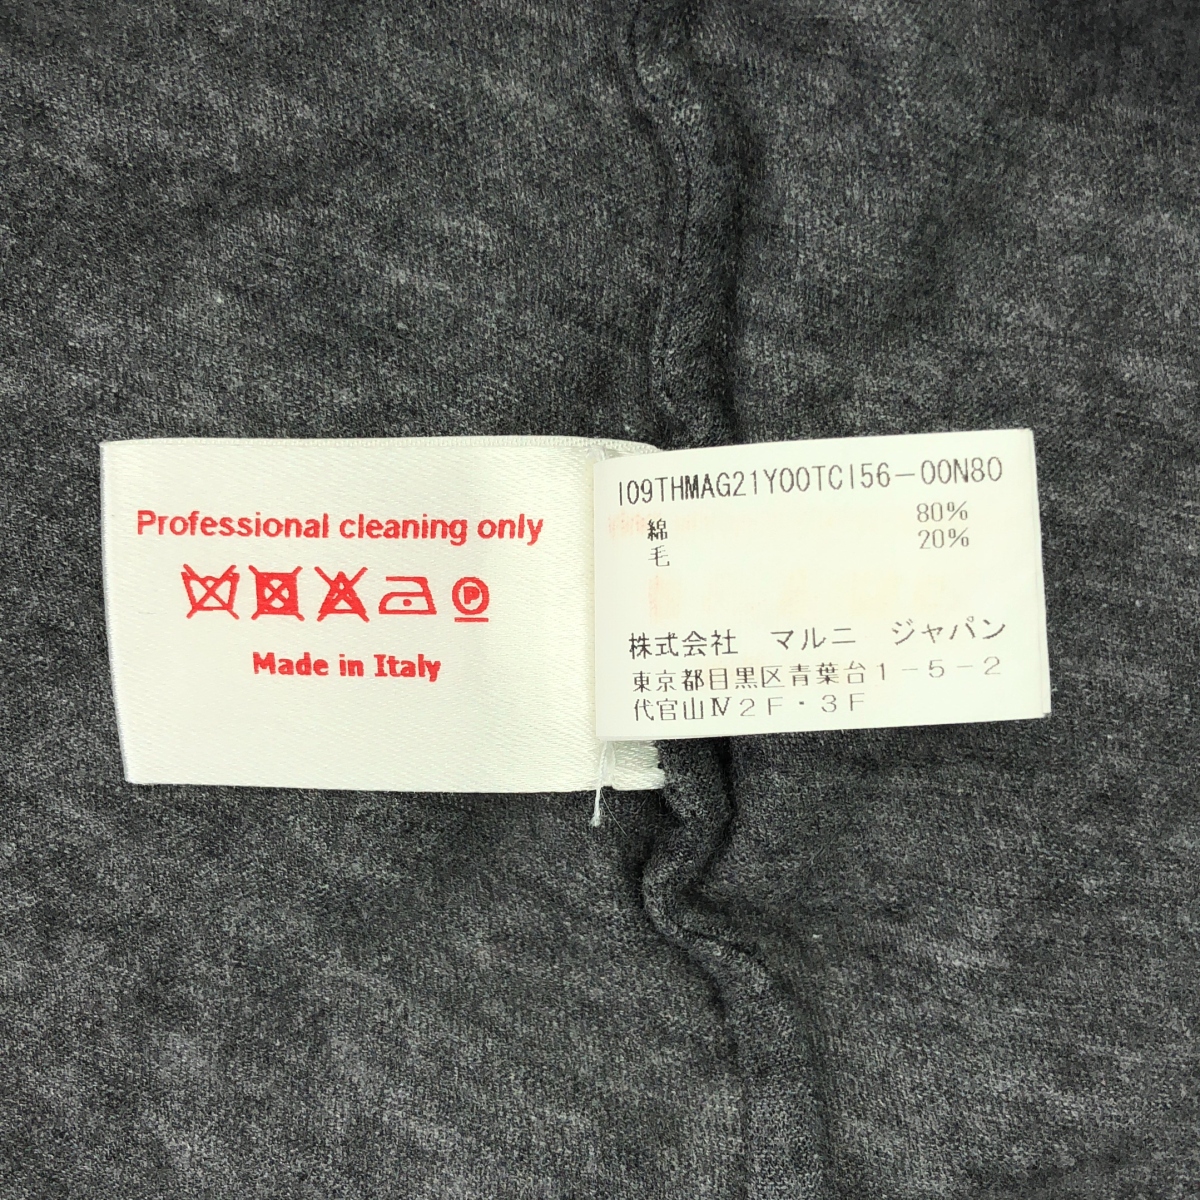 Professional cleaning only
P
Made in Italy
I09THMAG21Y00TCI56-00N80
綿 80%
毛 20%
株式会社 マルニ ジャパン
東京都目黒区青葉台1-5-2
代官山Ⅳ2F・3F